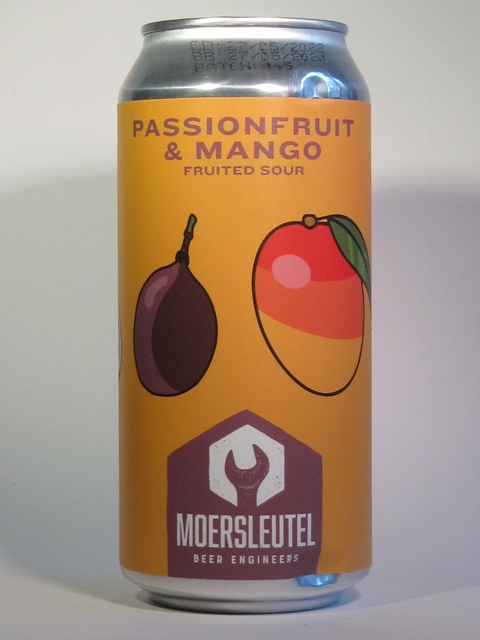 PASSIONFRUIT
& MANGO
FRUITED SOUR
MOERSLEUTEL
BEER ENGINEERS